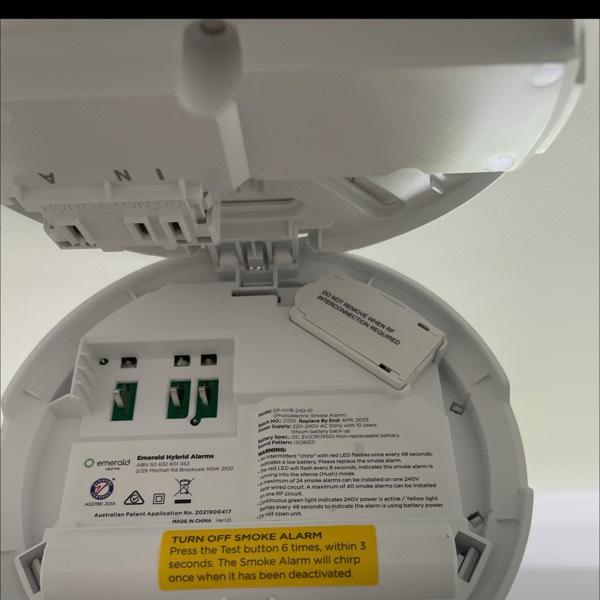 A N I
DO NOT REMOVE WHEN RF
INTERCONNECTION REQUIRED
Model: EP-HYB-240-10
(Photoelectric Smoke Alarm)
Batch NO.: 2700 Replace By End: APR. 2033
Power Supply: 220-240V AC 50Hz with 10 years
lithium battery back up
Battery Spec.: DC 3V(CR17450) Non-replaceable battery
Sound Pattern: ISO8201
WARNING:
intermittent "chirp" with red LED flashes once every 48 seconds,
indicates a low battery. Please replace the smoke alarm.
The red LED will flash every 8 seconds, indicates the smoke alarm is
running into the silence (Hush) mode.
A maximum of 24 smoke alarms can be installed on one 240V
hard-wired circuit. A maximum of 40 smoke alarms can be installed
on one RF circuit.
Continuous green light indicates 240V power is active / Yellow light
flashes every 48 seconds to indicate the alarm is using battery power.
Do not open unit.
emerald
alarms
Emerald Hybrid Alarms
ABN 50 632 601 453
2/29 Mitchell Rd Brookvale NSW 2100
AS3786: 2014
Australian Patent Application No. 2021900417
MADE IN CHINA Ver1.0
TURN OFF SMOKE ALARM
Press the Test button 6 times, within 3
seconds. The Smoke Alarm will chirp
once when it has been deactivated.